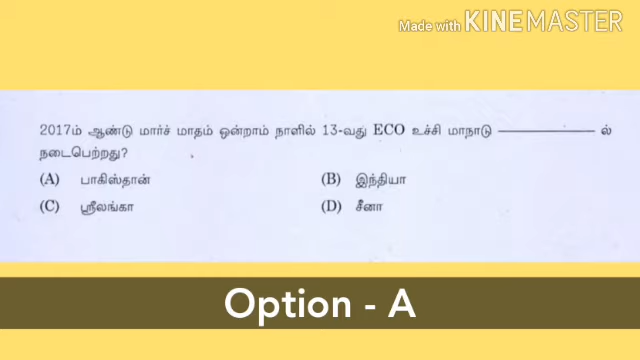 Made with KINEMASTER
2017ம் ஆண்டு மார்ச் மாதம் ஒன்றாம் நாளில் 13-வது ECO உச்சி மாநாடு ———— ல்
நடைபெற்றது?
(A) பாகிஸ்தான் (B) இந்தியா
(C) ஸ்ரீலங்கா (D) சீனா
Option - A